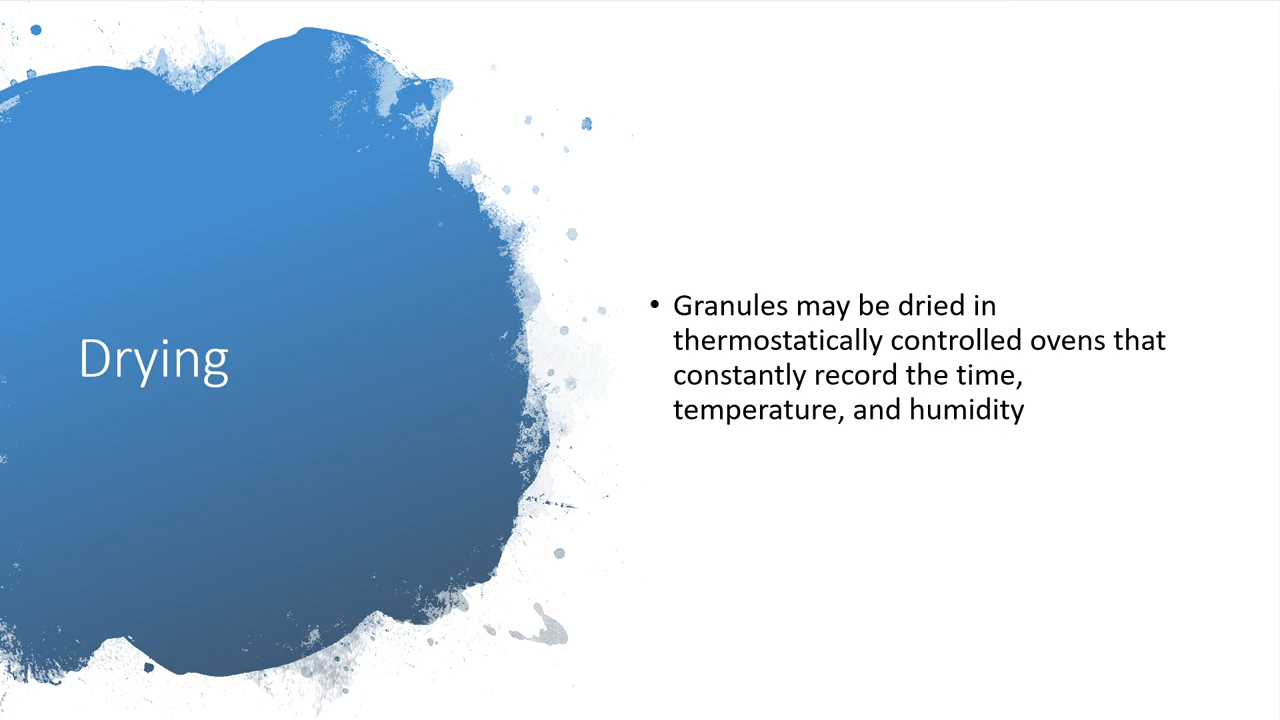 Drying
• Granules may be dried in
thermostatically controlled ovens that
constantly record the time,
temperature, and humidity